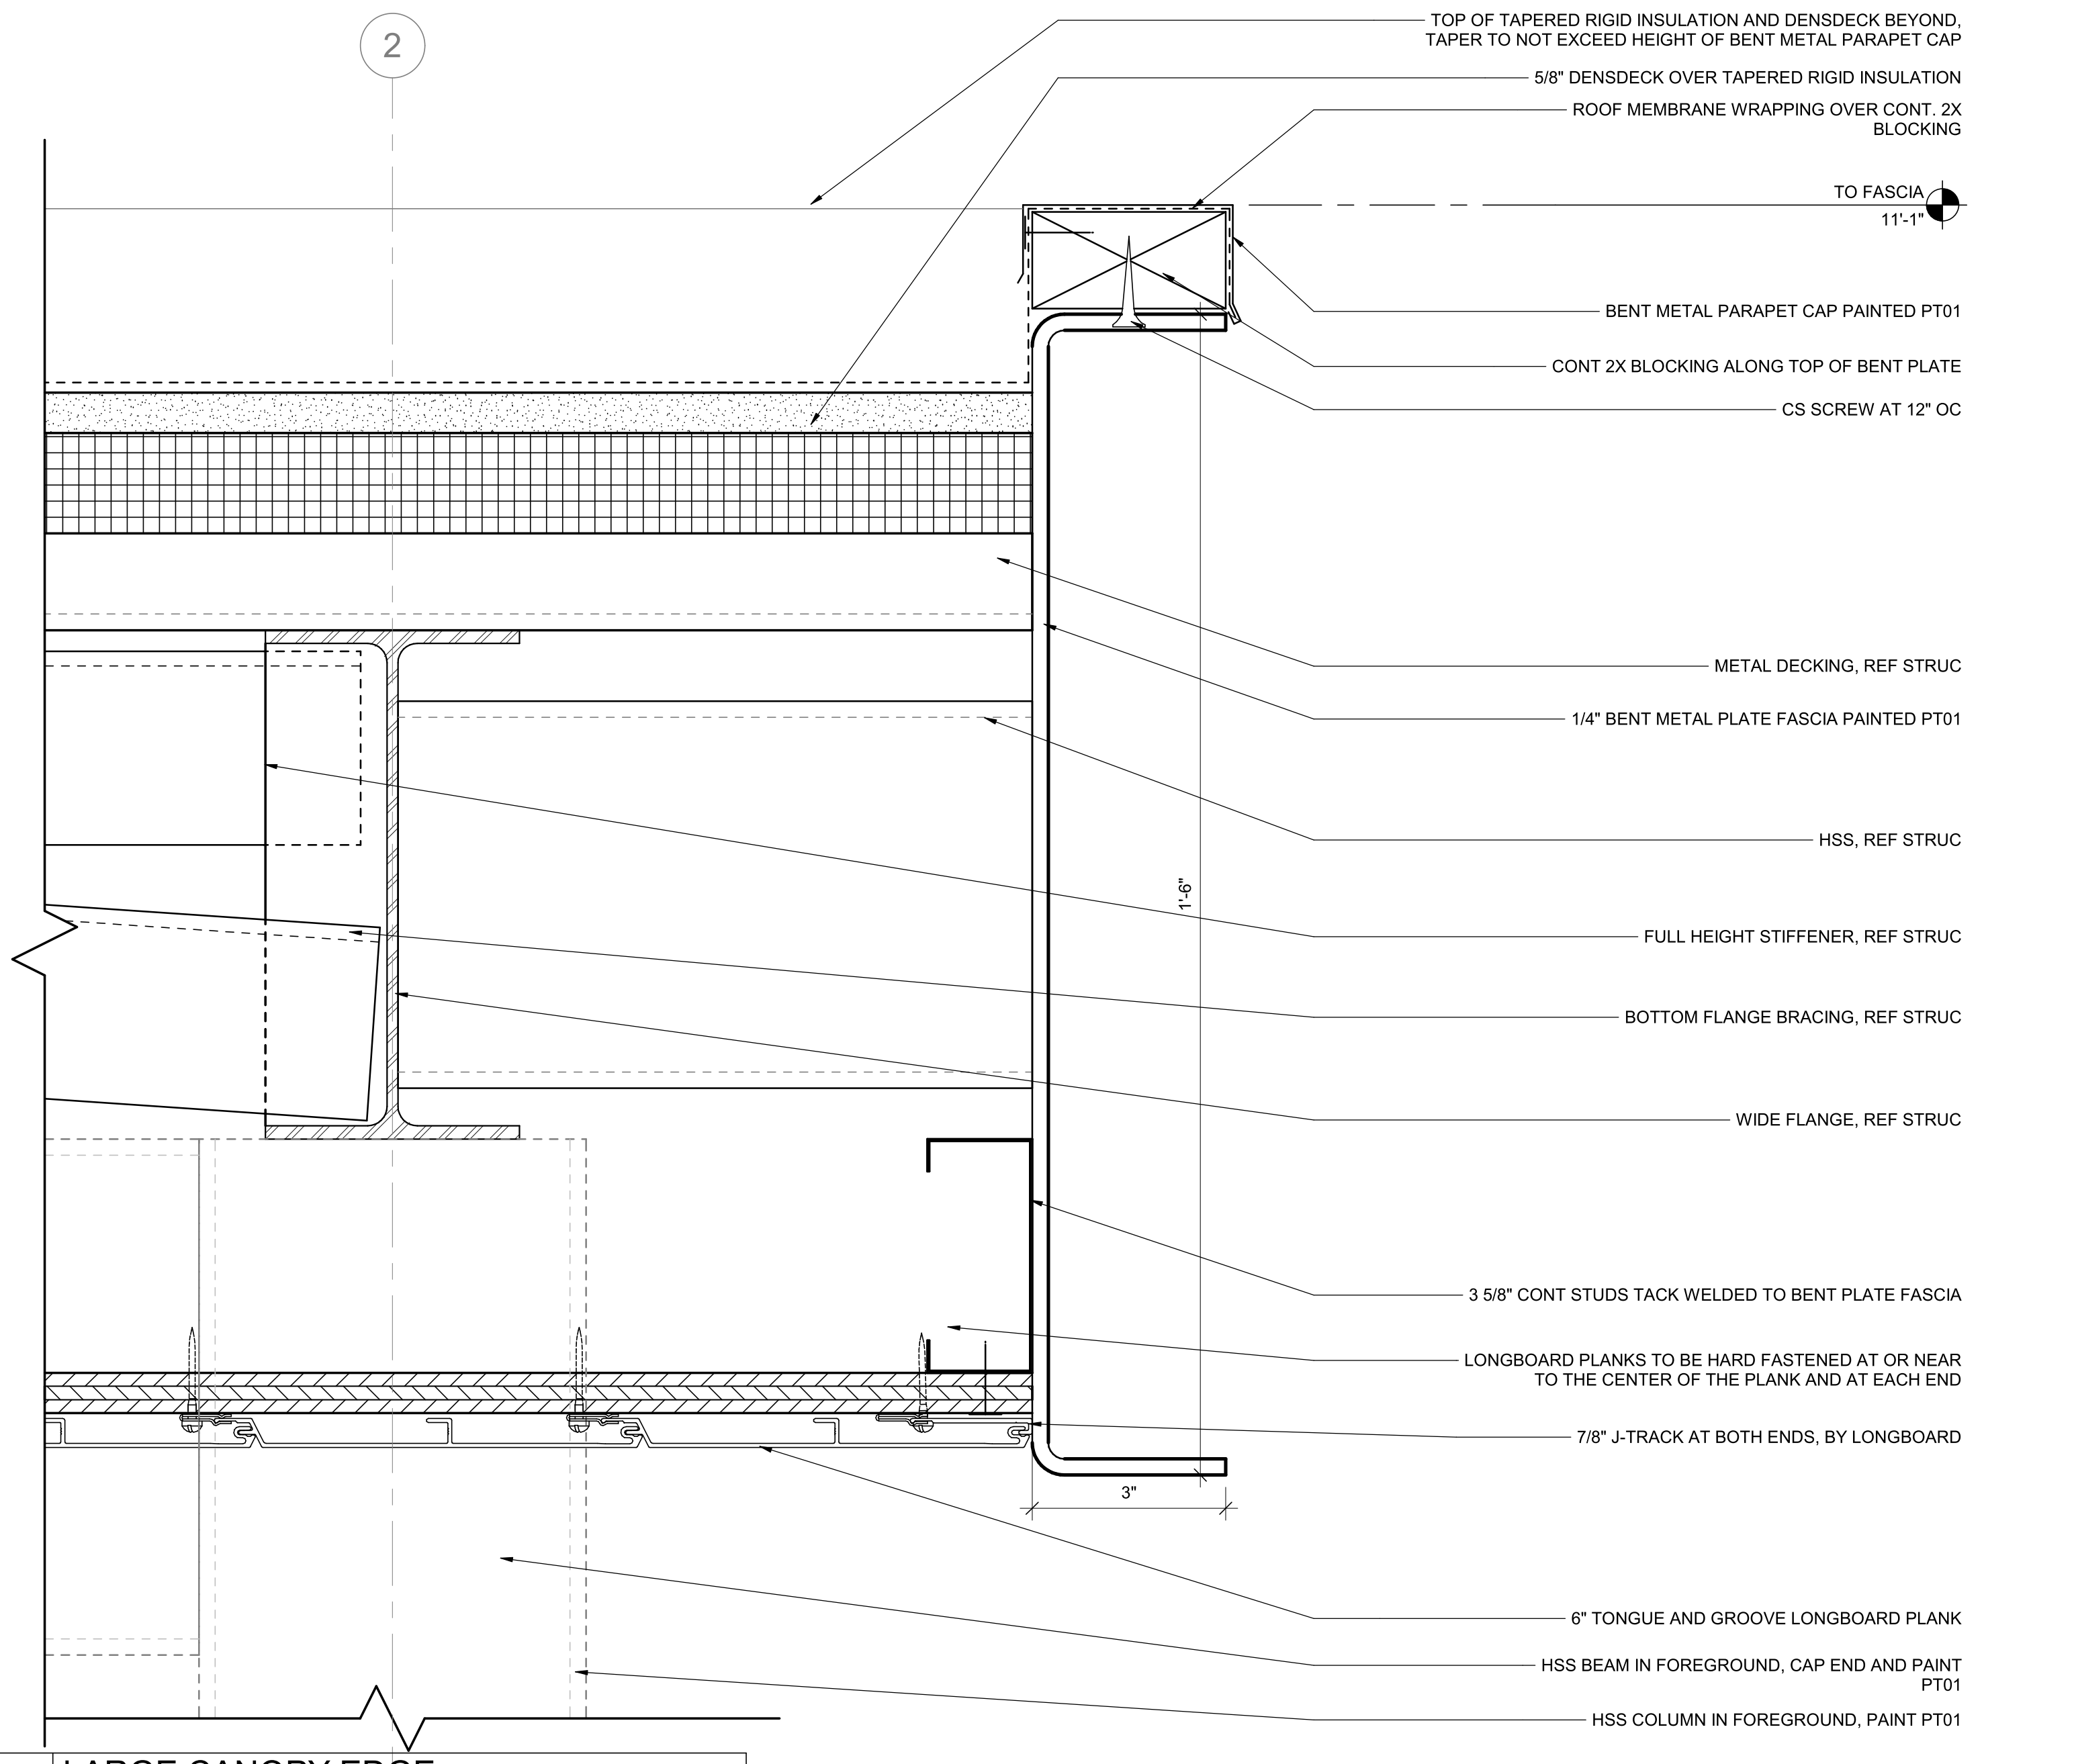 2
TOP OF TAPERED RIGID INSULATION AND DENSDECK BEYOND,
TAPER TO NOT EXCEED HEIGHT OF BENT METAL PARAPET CAP
5/8" DENSDECK OVER TAPERED RIGID INSULATION
ROOF MEMBRANE WRAPPING OVER CONT. 2X
BLOCKING
TO FASCIA
11'-1"
BENT METAL PARAPET CAP PAINTED PT01
CONT 2X BLOCKING ALONG TOP OF BENT PLATE
CS SCREW AT 12" OC
METAL DECKING, REF STRUC
1/4" BENT METAL PLATE FASCIA PAINTED PT01
HSS, REF STRUC
1'-6"
FULL HEIGHT STIFFENER, REF STRUC
BOTTOM FLANGE BRACING, REF STRUC
WIDE FLANGE, REF STRUC
3 5/8" CONT STUDS TACK WELDED TO BENT PLATE FASCIA
LONGBOARD PLANKS TO BE HARD FASTENED AT OR NEAR
TO THE CENTER OF THE PLANK AND AT EACH END
7/8" J-TRACK AT BOTH ENDS, BY LONGBOARD
3"
6" TONGUE AND GROOVE LONGBOARD PLANK
HSS BEAM IN FOREGROUND, CAP END AND PAINT
PT01
HSS COLUMN IN FOREGROUND, PAINT PT01
LARGE CANOPY EDGE